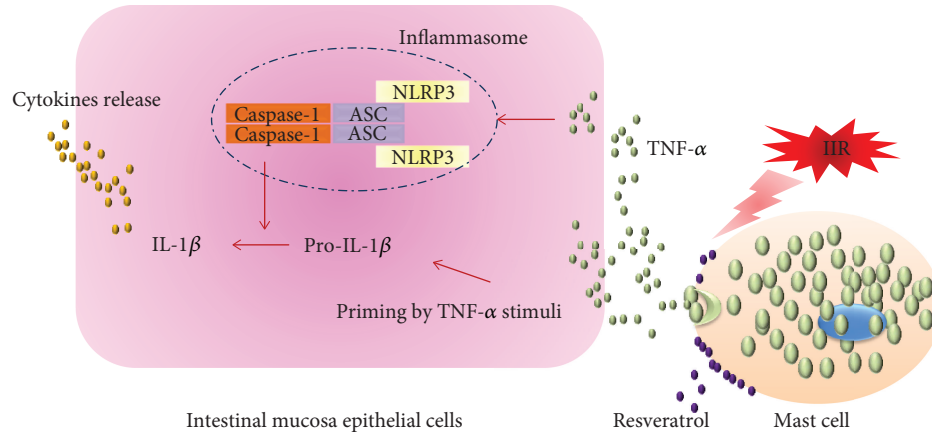 Inflammasome
NLRP3
Cytokines release
Caspase-1 ASC
Caspase-1 ASC
NLRP3
TNF-α
IIR
IL-1β
Pro-IL-1β
Priming by TNF-α stimuli
Intestinal mucosa epithelial cells
Resveratrol
Mast cell